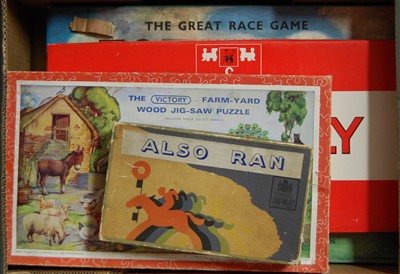 THE GREAT RACE GAME
THE VICTORY FARM-YARD
WOOD JIG-SAW PUZZLE
ALSO RAN
LY